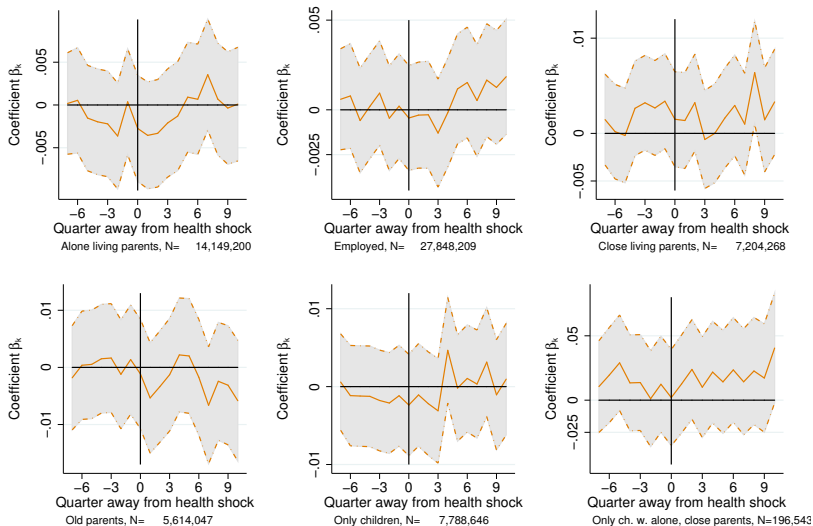 Coefficient βk
.005
0
−.005
−6 −3 0 3 6 9
Quarter away from health shock
Alone living parents, N= 14,149,200
Coefficient βk
.005
0
−.0025
−6 −3 0 3 6 9
Quarter away from health shock
Employed, N= 27,848,209
Coefficient βk
.01
0
−.005
−6 −3 0 3 6 9
Quarter away from health shock
Close living parents, N= 7,204,268
Coefficient βk
.01
0
−.01
−6 −3 0 3 6 9
Quarter away from health shock
Old parents, N= 5,614,047
Coefficient βk
.01
0
−.01
−6 −3 0 3 6 9
Quarter away from health shock
Only children, N= 7,788,646
Coefficient βk
.05
0
−.025
−6 −3 0 3 6 9
Quarter away from health shock
Only ch. w. alone, close parents, N=196,543